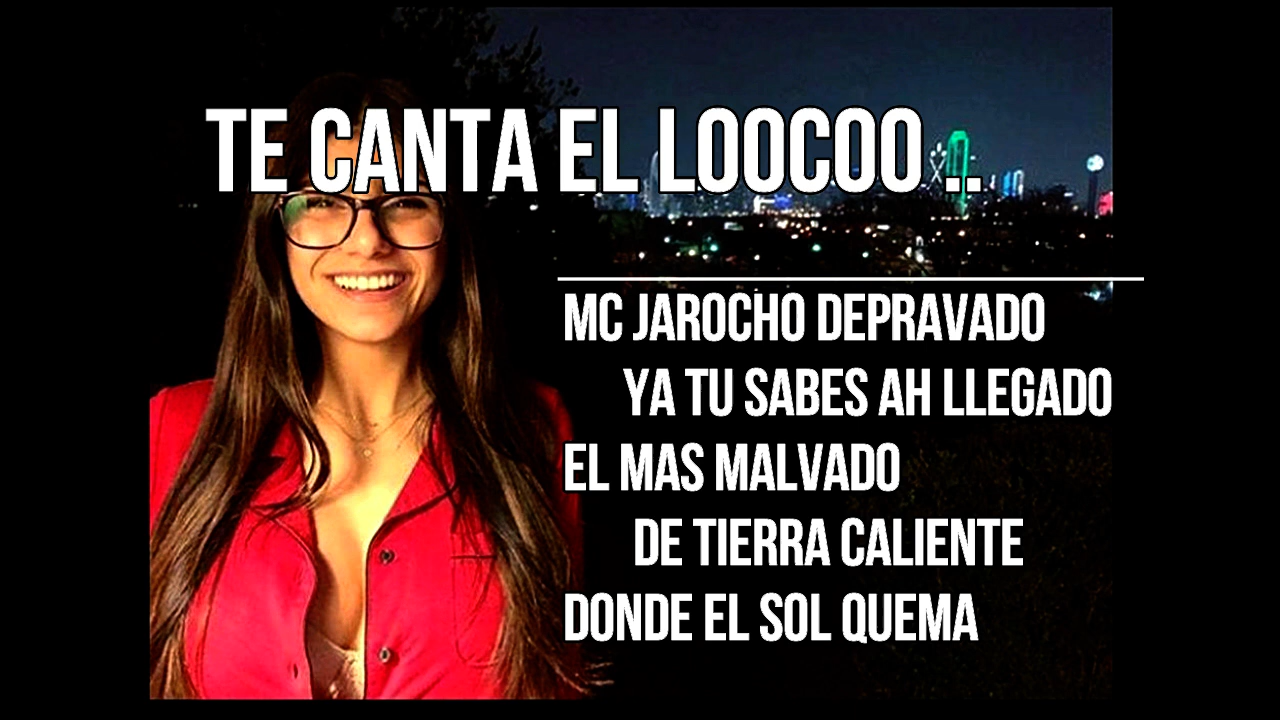 TE CANTA EL LOOCOO ..
MC JAROCHO DEPRAVADO
YA TU SABES AH LLEGADO
EL MAS MALVADO
DE TIERRA CALIENTE
DONDE EL SOL QUEMA